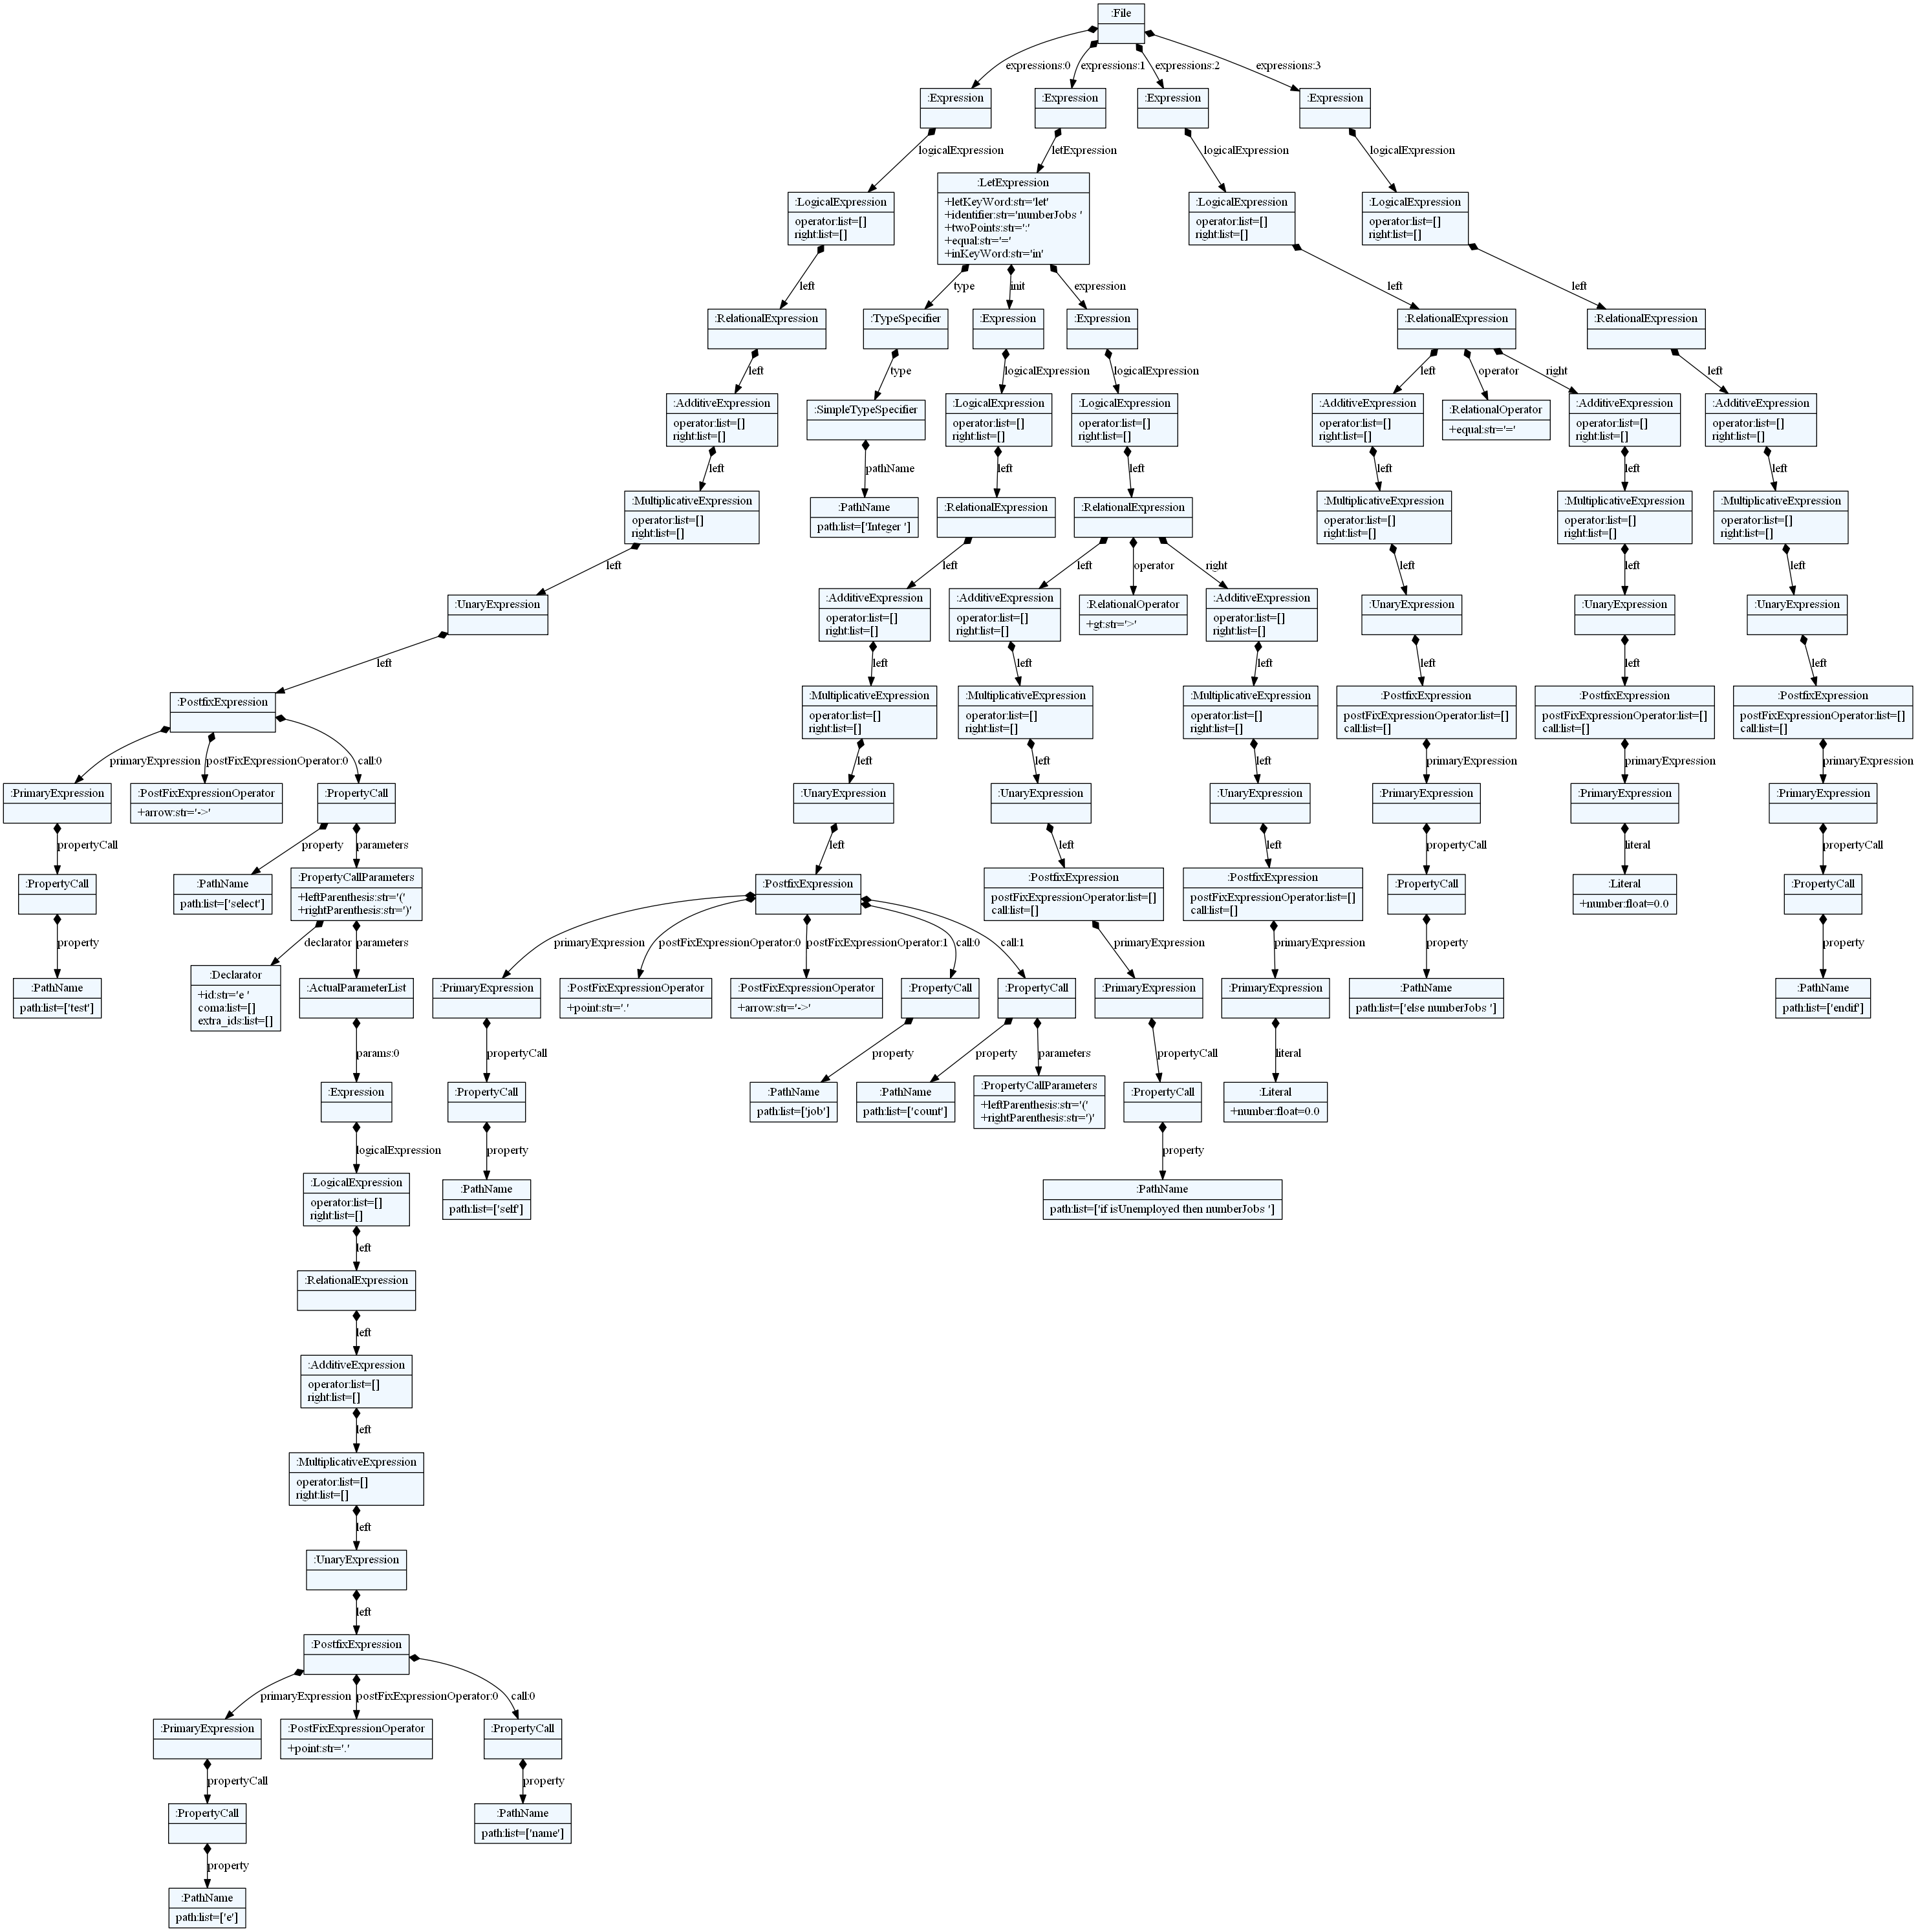 :File
expressions:0
expressions:1
expressions:2
expressions:3
:Expression
:Expression
:Expression
:Expression
logicalExpression
letExpression
logicalExpression
logicalExpression
:LogicalExpression
operator:list=[]
right:list=[]
:LetExpression
+letKeyWord:str='let'
+identifier:str='numberJobs '
+twoPoints:str=':'
+equal:str='='
+inKeyWord:str='in'
:LogicalExpression
operator:list=[]
right:list=[]
:LogicalExpression
operator:list=[]
right:list=[]
left
type
init
expression
left
left
:RelationalExpression
:TypeSpecifier
:Expression
:Expression
:RelationalExpression
:RelationalExpression
left
type
logicalExpression
logicalExpression
left
operator
right
left
:AdditiveExpression
operator:list=[]
right:list=[]
:SimpleTypeSpecifier
:LogicalExpression
operator:list=[]
right:list=[]
:LogicalExpression
operator:list=[]
right:list=[]
:AdditiveExpression
operator:list=[]
right:list=[]
:RelationalOperator
+equal:str='='
:AdditiveExpression
operator:list=[]
right:list=[]
:AdditiveExpression
operator:list=[]
right:list=[]
left
pathName
left
left
left
left
left
:MultiplicativeExpression
operator:list=[]
right:list=[]
:PathName
path:list=['Integer ']
:RelationalExpression
:RelationalExpression
:MultiplicativeExpression
operator:list=[]
right:list=[]
:MultiplicativeExpression
operator:list=[]
right:list=[]
:MultiplicativeExpression
operator:list=[]
right:list=[]
left
left
left
operator
right
left
left
left
:UnaryExpression
:AdditiveExpression
operator:list=[]
right:list=[]
:AdditiveExpression
operator:list=[]
right:list=[]
:RelationalOperator
+gt:str='>'
:AdditiveExpression
operator:list=[]
right:list=[]
:UnaryExpression
:UnaryExpression
:UnaryExpression
left
left
left
left
left
left
left
:PostfixExpression
:MultiplicativeExpression
operator:list=[]
right:list=[]
:MultiplicativeExpression
operator:list=[]
right:list=[]
:MultiplicativeExpression
operator:list=[]
right:list=[]
:PostfixExpression
postFixExpressionOperator:list=[]
call:list=[]
:PostfixExpression
postFixExpressionOperator:list=[]
call:list=[]
:PostfixExpression
postFixExpressionOperator:list=[]
call:list=[]
primaryExpression
postFixExpressionOperator:0
call:0
left
left
left
primaryExpression
primaryExpression
primaryExpression
:PrimaryExpression
:PostFixExpressionOperator
+arrow:str='->'
:PropertyCall
:UnaryExpression
:UnaryExpression
:UnaryExpression
:PrimaryExpression
:PrimaryExpression
:PrimaryExpression
propertyCall
property
parameters
left
left
left
propertyCall
literal
propertyCall
:PropertyCall
:PathName
path:list=['select']
:PropertyCallParameters
+leftParenthesis:str='('
+rightParenthesis:str=')'
:PostfixExpression
:PostfixExpression
postFixExpressionOperator:list=[]
call:list=[]
:PostfixExpression
postFixExpressionOperator:list=[]
call:list=[]
:PropertyCall
:Literal
+number:float=0.0
:PropertyCall
property
declarator
parameters
primaryExpression
postFixExpressionOperator:0
postFixExpressionOperator:1
call:0
call:1
primaryExpression
primaryExpression
property
property
:PathName
path:list=['test']
:Declarator
+id:str='e '
coma:list=[]
extra_ids:list=[]
:ActualParameterList
:PrimaryExpression
:PostFixExpressionOperator
+point:str='.'
:PostFixExpressionOperator
+arrow:str='->'
:PropertyCall
:PropertyCall
:PrimaryExpression
:PrimaryExpression
:PathName
path:list=['else numberJobs ']
:PathName
path:list=['endif']
params:0
propertyCall
property
property
parameters
propertyCall
literal
:Expression
:PropertyCall
:PathName
path:list=['job']
:PathName
path:list=['count']
:PropertyCallParameters
+leftParenthesis:str='('
+rightParenthesis:str=')'
:PropertyCall
:Literal
+number:float=0.0
logicalExpression
property
property
:LogicalExpression
operator:list=[]
right:list=[]
:PathName
path:list=['self']
:PathName
path:list=['if isUnemployed then numberJobs ']
left
:RelationalExpression
left
:AdditiveExpression
operator:list=[]
right:list=[]
left
:MultiplicativeExpression
operator:list=[]
right:list=[]
left
:UnaryExpression
left
:PostfixExpression
primaryExpression
postFixExpressionOperator:0
call:0
:PrimaryExpression
:PostFixExpressionOperator
+point:str='.'
:PropertyCall
propertyCall
property
:PropertyCall
:PathName
path:list=['name']
property
:PathName
path:list=['e']